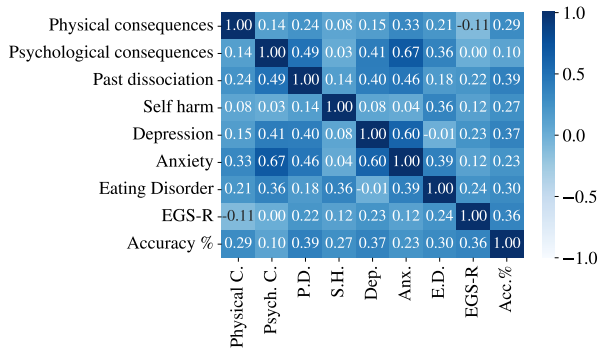 Physical consequences 1.00 0.14 0.24 0.08 0.15 0.33 0.21 -0.11 0.29
Psychological consequences 0.14 1.00 0.49 0.03 0.41 0.67 0.36 0.00 0.10
Past dissociation 0.24 0.49 1.00 0.14 0.40 0.46 0.18 0.22 0.39
Self harm 0.08 0.03 0.14 1.00 0.08 0.04 0.36 0.12 0.27
Depression 0.15 0.41 0.40 0.08 1.00 0.60 -0.01 0.23 0.37
Anxiety 0.33 0.67 0.46 0.04 0.60 1.00 0.39 0.12 0.23
Eating Disorder 0.21 0.36 0.18 0.36 -0.01 0.39 1.00 0.24 0.30
EGS-R -0.11 0.00 0.22 0.12 0.23 0.12 0.24 1.00 0.36
Accuracy % 0.29 0.10 0.39 0.27 0.37 0.23 0.30 0.36 1.00
Physical C. Psych. C. P.D. S.H. Dep. Anx. E.D. EGS-R Acc.%
1.0
0.5
0.0
−0.5
−1.0